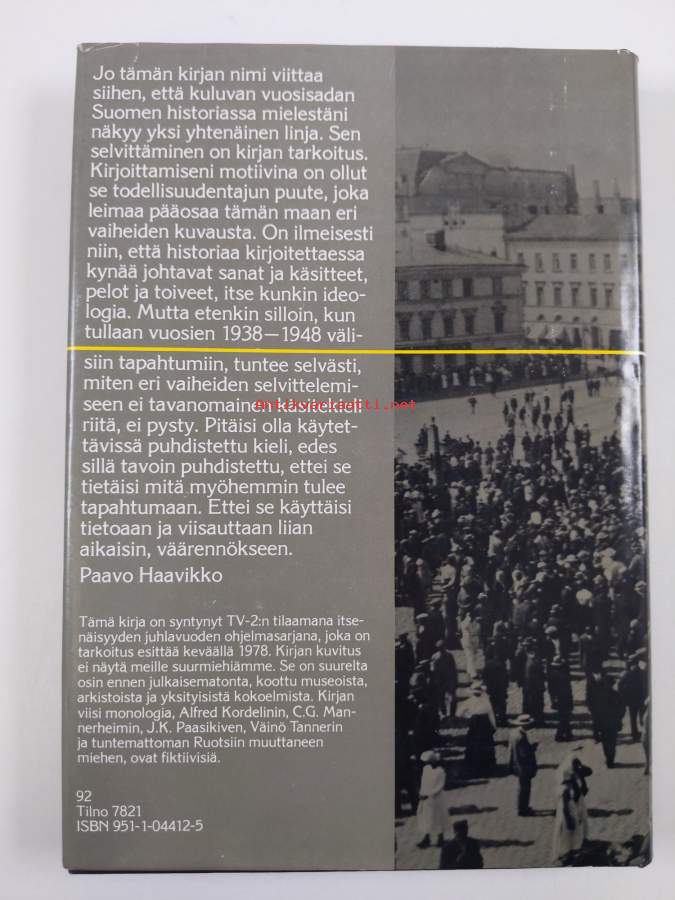 Jo tämän kirjan nimi viittaa
siihen, että kuluvan vuosisadan
Suomen historiassa mielestäni
näkyy yksi yhtenäinen linja. Sen
selvittäminen on kirjan tarkoitus.
Kirjoittamiseni motiivina on ollut
se todellisuudentajun puute, joka
leimaa pääosaa tämän maan eri
vaiheiden kuvausta. On ilmeisesti
niin, että historiaa kirjoitettaessa
kynää johtavat sanat ja käsitteet,
pelot ja toiveet, itse kunkin ideo-
logia. Mutta etenkin silloin, kun
tullaan vuosien 1938—1948 väli-
siin tapahtumiin, tuntee selvästi,
miten eri vaiheiden selvittelemi-
seen ei tavanomainen käsekieli
riitä, ei pysty. Pitäisi olla käytet-
tävissä puhdistettu kieli, edes
sillä tavoin puhdistettu, ettei se
tietäisi mitä myöhemmin tulee
tapahtumaan. Ettei se käyttäisi
tietoaan ja viisauttaan liian
aikaisin, väärennökseen.
Paavo Haavikko
Tämä kirja on syntynyt TV-2:n tilaamana itse-
näisyyden juhlavuoden ohjelmasarjana, joka on
tarkoitus esittää keväällä 1978. Kirjan kuvitus
ei näytä meille suurmiehiämme. Se on suurelta
osin ennen julkaisematonta, koottu museoista,
arkistoista ja yksityisistä kokoelmista. Kirjan
viisi monologia, Alfred Kordelinin, C.G. Man-
nerheimin, J.K. Paasikiven, Väinö Tannerin
ja tuntemattoman Ruotsiin muuttaneen
miehen, ovat fiktiivisiä.
92
Tilno 7821
ISBN 951-1-04412-5